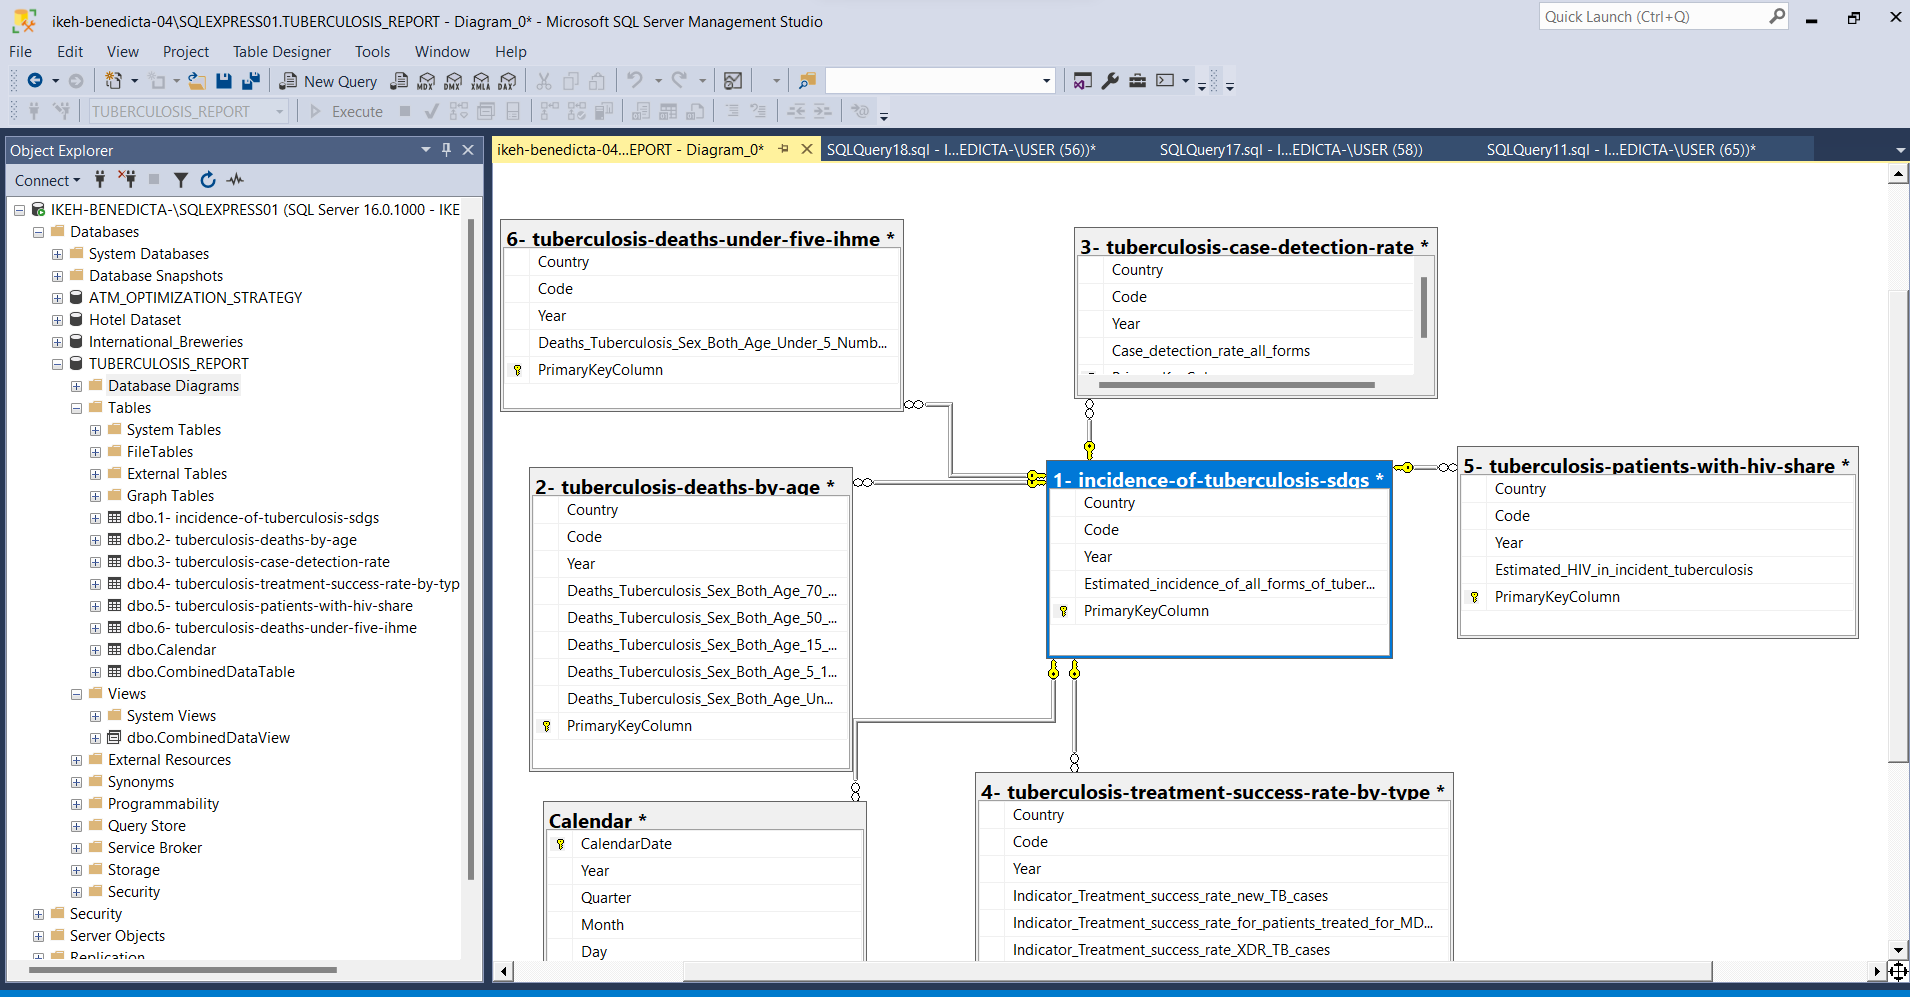 ikeh-benedicta-04\SQLEXPRESS01.TUBERCULOSIS_REPORT - Diagram_0* - Microsoft SQL Server Management Studio
Quick Launch (Ctrl+Q)
File Edit View Project Table Designer Tools Window Help
New Query MDX DMX XMLA DAX
TUBERCULOSIS_REPORT Execute
Object Explorer
Connect
IKEH-BENEDICTA-\SQLEXPRESS01 (SQL Server 16.0.1000 - IKE
Databases
System Databases
Database Snapshots
ATM_OPTIMIZATION_STRATEGY
Hotel Dataset
International_Breweries
TUBERCULOSIS_REPORT
Database Diagrams
Tables
System Tables
FileTables
External Tables
Graph Tables
dbo.1- incidence-of-tuberculosis-sdgs
dbo.2- tuberculosis-deaths-by-age
dbo.3- tuberculosis-case-detection-rate
dbo.4- tuberculosis-treatment-success-rate-by-typ
dbo.5- tuberculosis-patients-with-hiv-share
dbo.6- tuberculosis-deaths-under-five-ihme
dbo.Calendar
dbo.CombinedDataTable
Views
System Views
dbo.CombinedDataView
External Resources
Synonyms
Programmability
Query Store
Service Broker
Storage
Security
Security
Server Objects
Replication
ikeh-benedicta-04...EPORT - Diagram_0* SQLQuery18.sql - I...EDICTA-\USER (56))* SQLQuery17.sql - I...EDICTA-\USER (58)) SQLQuery11.sql - I...EDICTA-\USER (65))*
6- tuberculosis-deaths-under-five-ihme *
Country
Code
Year
Deaths_Tuberculosis_Sex_Both_Age_Under_5_Numb...
PrimaryKeyColumn
3- tuberculosis-case-detection-rate *
Country
Code
Year
Case_detection_rate_all_forms
2- tuberculosis-deaths-by-age *
Country
Code
Year
Deaths_Tuberculosis_Sex_Both_Age_70_...
Deaths_Tuberculosis_Sex_Both_Age_50_...
Deaths_Tuberculosis_Sex_Both_Age_15_...
Deaths_Tuberculosis_Sex_Both_Age_5_1...
Deaths_Tuberculosis_Sex_Both_Age_Un...
PrimaryKeyColumn
1- incidence-of-tuberculosis-sdgs *
Country
Code
Year
Estimated_incidence_of_all_forms_of_tuber...
PrimaryKeyColumn
5- tuberculosis-patients-with-hiv-share *
Country
Code
Year
Estimated_HIV_in_incident_tuberculosis
PrimaryKeyColumn
Calendar *
CalendarDate
Year
Quarter
Month
Day
4- tuberculosis-treatment-success-rate-by-type *
Country
Code
Year
Indicator_Treatment_success_rate_new_TB_cases
Indicator_Treatment_success_rate_for_patients_treated_for_MD...
Indicator_Treatment_success_rate_XDR_TB_cases